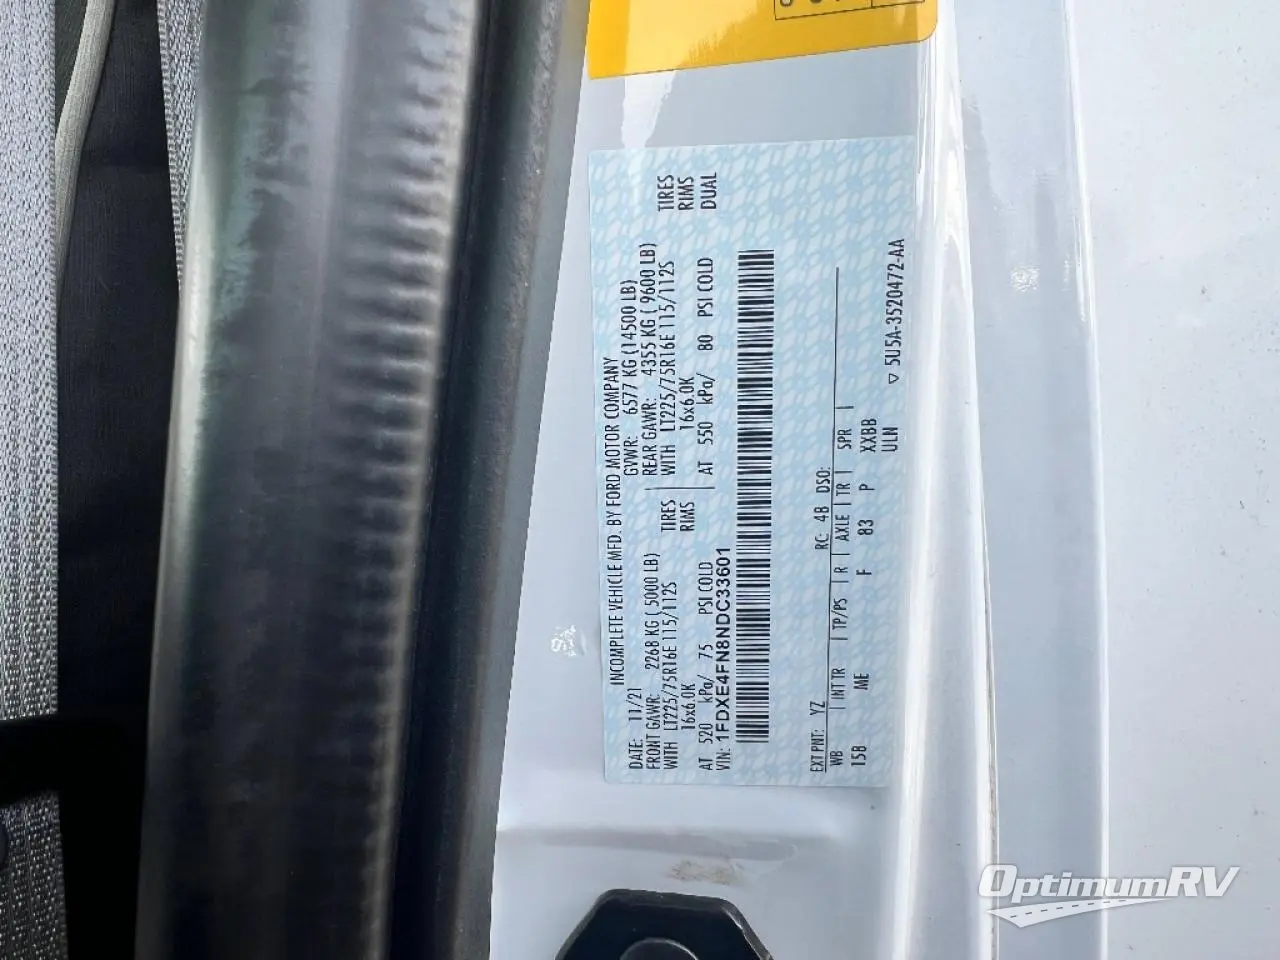 INCOMPLETE VEHICLE MFD. BY FORD MOTOR COMPANY
DATE: 11/21 GVWR: 6577 KG (14500 LB)
FRONT GAWR: 2268 KG ( 5000 LB) REAR GAWR: 4355 KG ( 9600 LB)
WITH LT225/75R16E 115/112S TIRES WITH LT225/75R16E 115/112S TIRES
16x6.0K RIMS 16x6.0K RIMS
AT 520 kPa/ 75 PSI COLD AT 550 kPa/ 80 PSI COLD DUAL
VIN: 1FDXE4FN8NDC33601
EXT PNT: YZ RC: 4B DSO:
WB INT TR TP/PS R AXLE TR SPR
158 ME F 83 P XXBB
ULN
▽ 5U5A-3520472-AA
OptimumRV